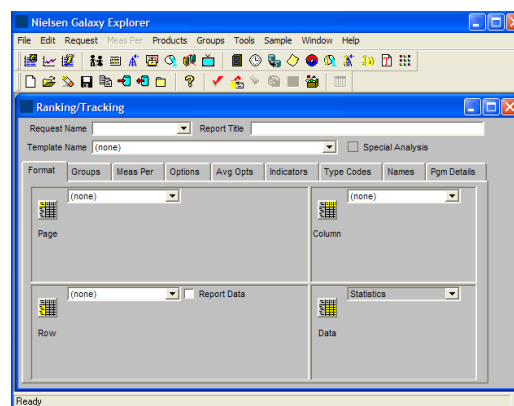 Nielsen Galaxy Explorer
File Edit Request Meas Per Products Groups Tools Sample Window Help
Ranking/Tracking
Request Name Report Title
Template Name (none) Special Analysis
Format Groups Meas Per Options Avg Opts Indicators Type Codes Names Pgm Details
(none) (none)
Page Column
(none) Report Data Statistics
Row Data
Ready